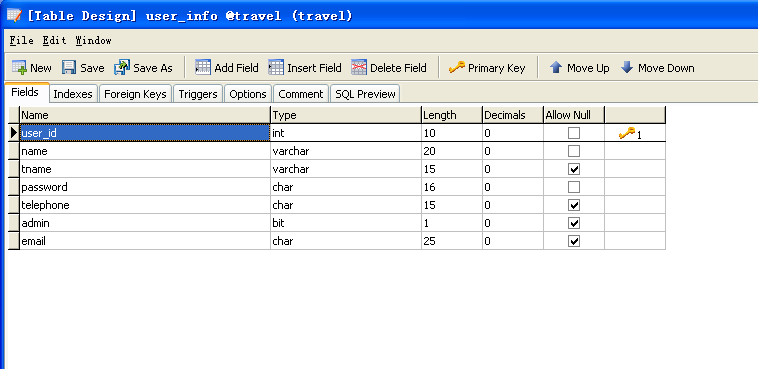 [Table Design] user_info @travel (travel)
File Edit Window
New Save Save As Add Field Insert Field Delete Field Primary Key Move Up Move Down
Fields Indexes Foreign Keys Triggers Options Comment SQL Preview
Name Type Length Decimals Allow Null
user_id int 10 0 1
name varchar 20 0
tname varchar 15 0
password char 16 0
telephone char 15 0
admin bit 1 0
email char 25 0